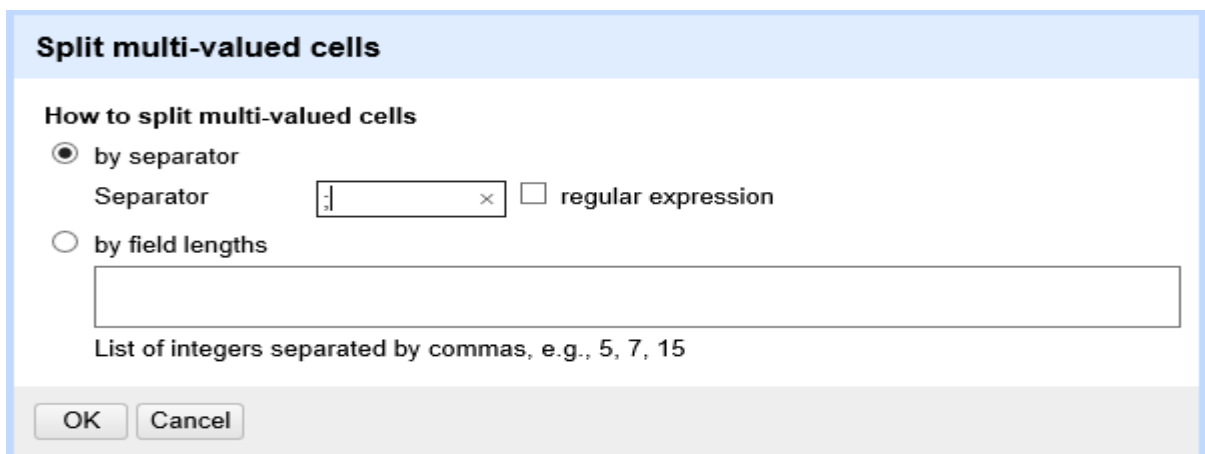 Split multi-valued cells
How to split multi-valued cells
by separator
Separator ; × regular expression
by field lengths
List of integers separated by commas, e.g., 5, 7, 15
OK Cancel